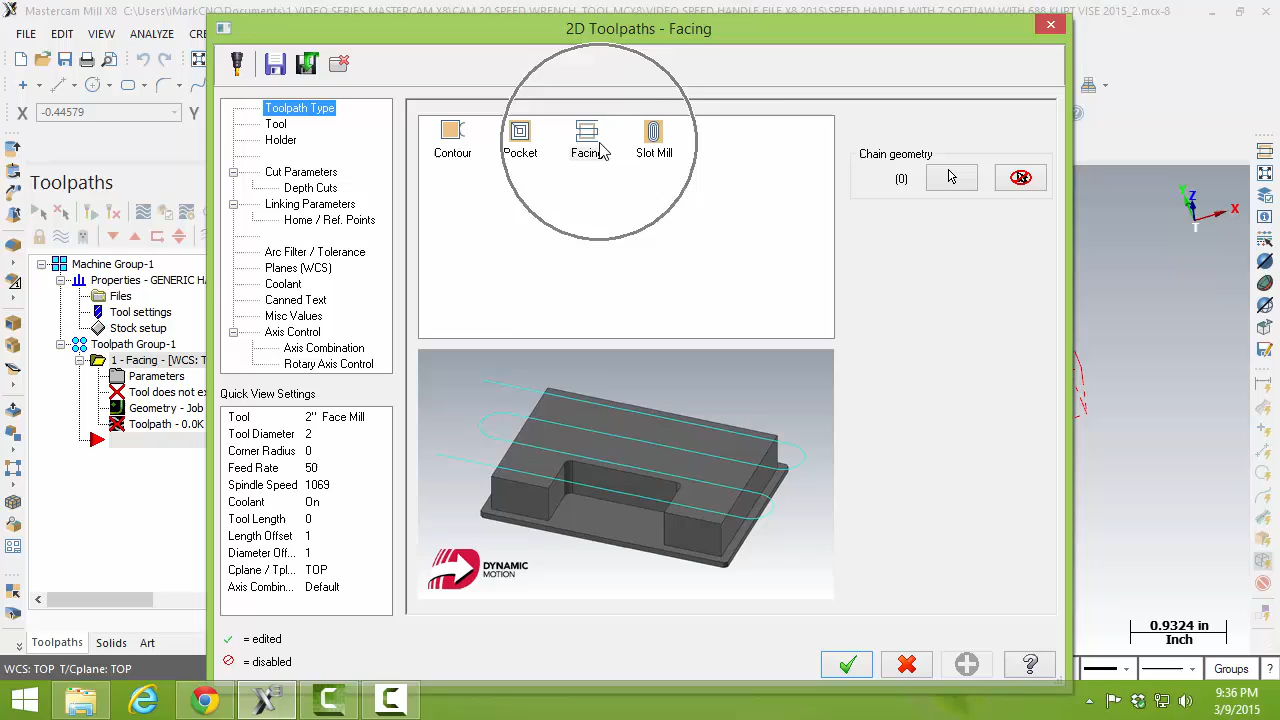 Mastercam Mill X8
C:\Users\iMarkCNC\Documents\1 VIDEO SERIES MASTERCAM X8\CAM 20 SPEED WRENCH_TOOL MCX8\SPEED HANDLE FILE X8 2015\SPEED HANDLE WITH 7 SOFTJAW WITH 688 KURT VISE 2015_2.mcx-8
2D Toolpaths - Facing
FILE EDIT VIEW ANALYZE
X -0.44579 Y
Toolpaths
Machine Group-1
Properties - GENERIC HA
Files
Tool settings
Stock setup
Toolpath Group-1
1 - Facing - [WCS: T
Parameters
Tool does not ex
Geometry - Job
Toolpath - 0.0K
Toolpaths Solids Art
WCS: TOP T/Cplane: TOP
Toolpath Type
Tool
Holder
Cut Parameters
Depth Cuts
Linking Parameters
Home / Ref. Points
Arc Filter / Tolerance
Planes (WCS)
Coolant
Canned Text
Misc Values
Axis Control
Axis Combination
Rotary Axis Control
Quick View Settings
Tool 2'' Face Mill
Tool Diameter 2
Corner Radius 0
Feed Rate 50
Spindle Speed 1069
Coolant On
Tool Length 0
Length Offset 1
Diameter Off... 1
Cplane / Tpl... TOP
Axis Combin... Default
= edited
= disabled
Contour Pocket Facing Slot Mill
Chain geometry
(0)
DYNAMIC
MOTION
Y Z X
T
0.9324 in
Inch
Groups ?
9:36 PM
3/9/2015